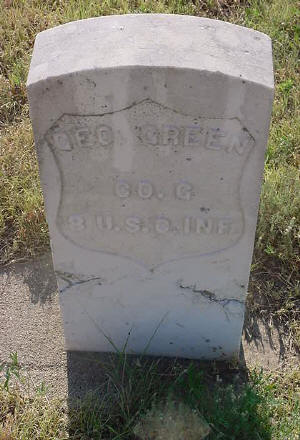 GEO. GREEN
CO. G
8 U.S.C. INF.